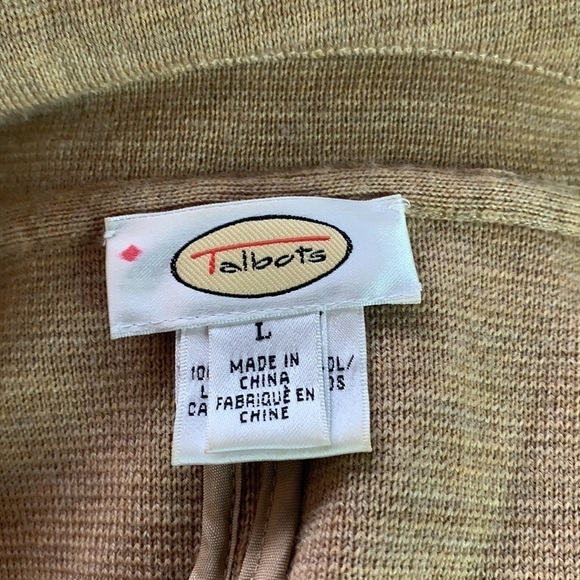 Talbots
L
MADE IN
CHINA
FABRIQUÉ EN
CHINE